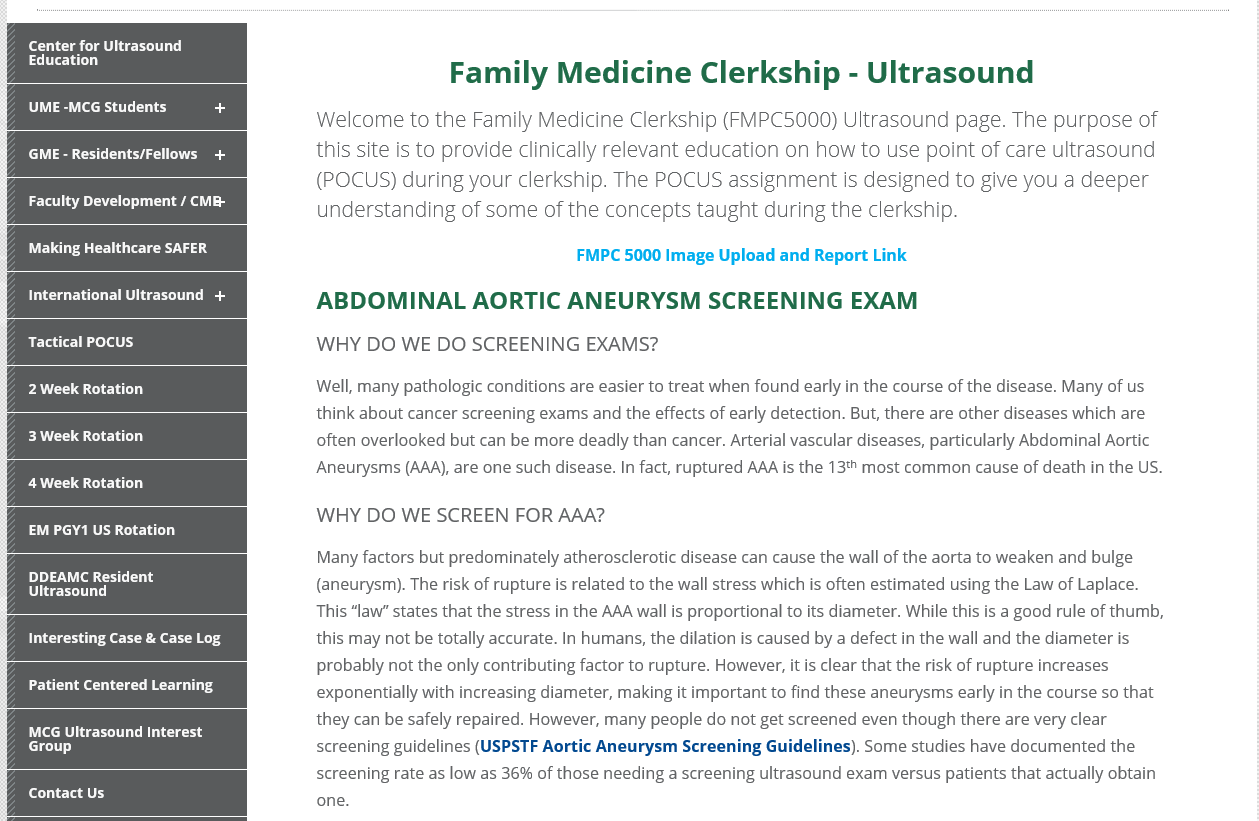 Center for Ultrasound
Education
UME -MCG Students
GME - Residents/Fellows
Faculty Development / CME
Making Healthcare SAFER
International Ultrasound
Tactical POCUS
2 Week Rotation
3 Week Rotation
4 Week Rotation
EM PGY1 US Rotation
DDEAMC Resident
Ultrasound
Interesting Case & Case Log
Patient Centered Learning
MCG Ultrasound Interest
Group
Contact Us
Family Medicine Clerkship - Ultrasound
Welcome to the Family Medicine Clerkship (FMPC5000) Ultrasound page. The purpose of
this site is to provide clinically relevant education on how to use point of care ultrasound
(POCUS) during your clerkship. The POCUS assignment is designed to give you a deeper
understanding of some of the concepts taught during the clerkship.
FMPC 5000 Image Upload and Report Link
ABDOMINAL AORTIC ANEURYSM SCREENING EXAM
WHY DO WE DO SCREENING EXAMS?
Well, many pathologic conditions are easier to treat when found early in the course of the disease. Many of us
think about cancer screening exams and the effects of early detection. But, there are other diseases which are
often overlooked but can be more deadly than cancer. Arterial vascular diseases, particularly Abdominal Aortic
Aneurysms (AAA), are one such disease. In fact, ruptured AAA is the 13th most common cause of death in the US.
WHY DO WE SCREEN FOR AAA?
Many factors but predominately atherosclerotic disease can cause the wall of the aorta to weaken and bulge
(aneurysm). The risk of rupture is related to the wall stress which is often estimated using the Law of Laplace.
This “law” states that the stress in the AAA wall is proportional to its diameter. While this is a good rule of thumb,
this may not be totally accurate. In humans, the dilation is caused by a defect in the wall and the diameter is
probably not the only contributing factor to rupture. However, it is clear that the risk of rupture increases
exponentially with increasing diameter, making it important to find these aneurysms early in the course so that
they can be safely repaired. However, many people do not get screened even though there are very clear
screening guidelines (USPSTF Aortic Aneurysm Screening Guidelines). Some studies have documented the
screening rate as low as 36% of those needing a screening ultrasound exam versus patients that actually obtain
one.